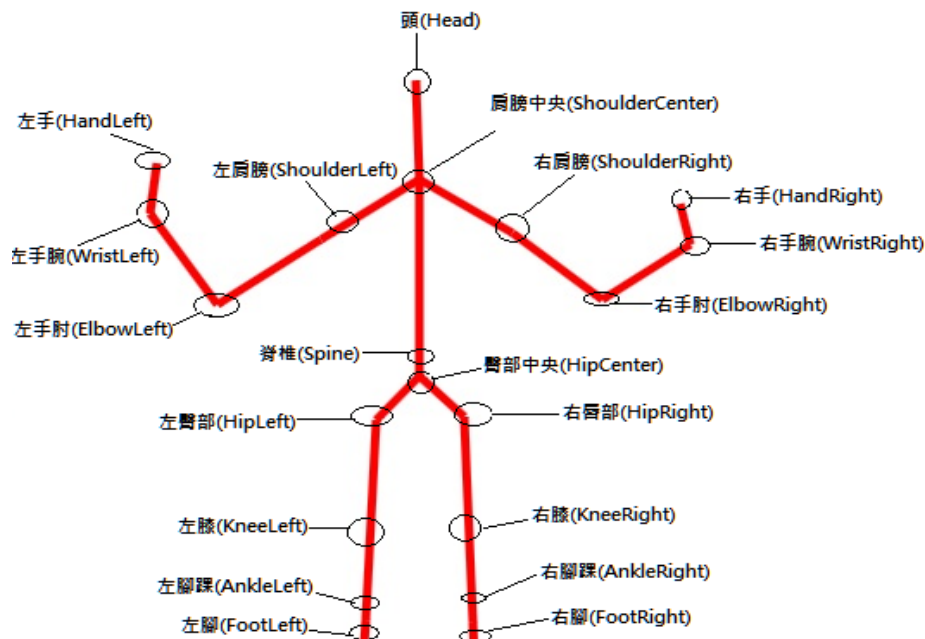 頭(Head)
肩膀中央(ShoulderCenter)
左手(HandLeft)
左肩膀(ShoulderLeft)
右肩膀(ShoulderRight)
右手(HandRight)
左手腕(WristLeft)
右手腕(WristRight)
左手肘(ElbowLeft)
右手肘(ElbowRight)
脊椎(Spine)
臀部中央(HipCenter)
左臀部(HipLeft)
右唇部(HipRight)
左膝(KneeLeft)
右膝(KneeRight)
左腳踝(AnkleLeft)
右腳踝(AnkleRight)
左腳(FootLeft)
右腳(FootRight)